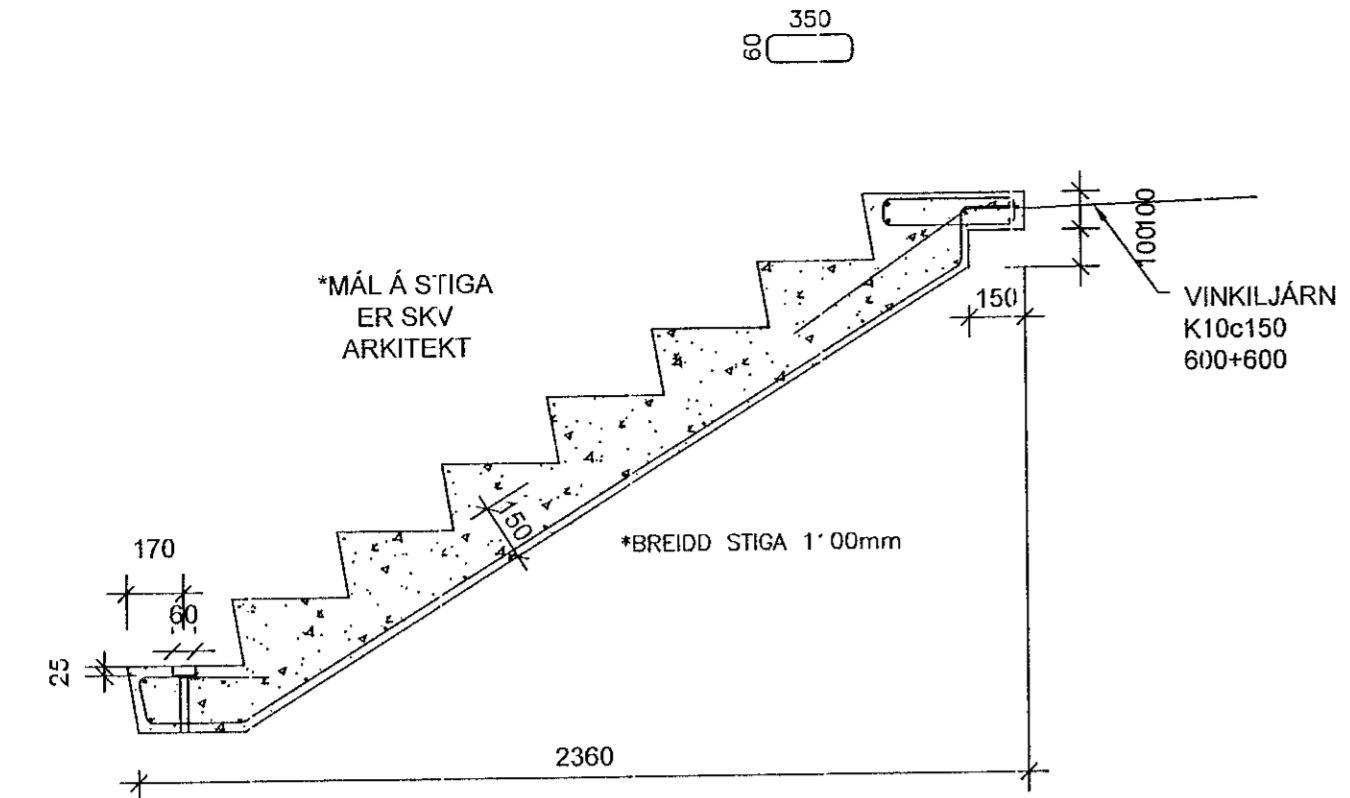 350
60
*MÁL Á STIGA
ER SKV
ARKITEKT
100
100
150
VINKILJÁRN
K10c150
600+600
150
*BREIDD STIGA
170
60
25
2360